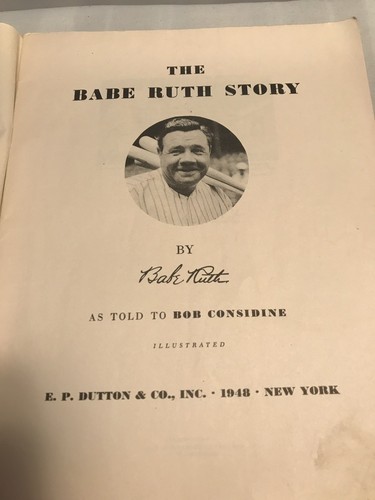 THE
BABE RUTH STORY
BY
Babe Ruth
AS TOLD TO BOB CONSIDINE
ILLUSTRATED
E. P. DUTTON & CO., INC. · 1948 · NEW YORK